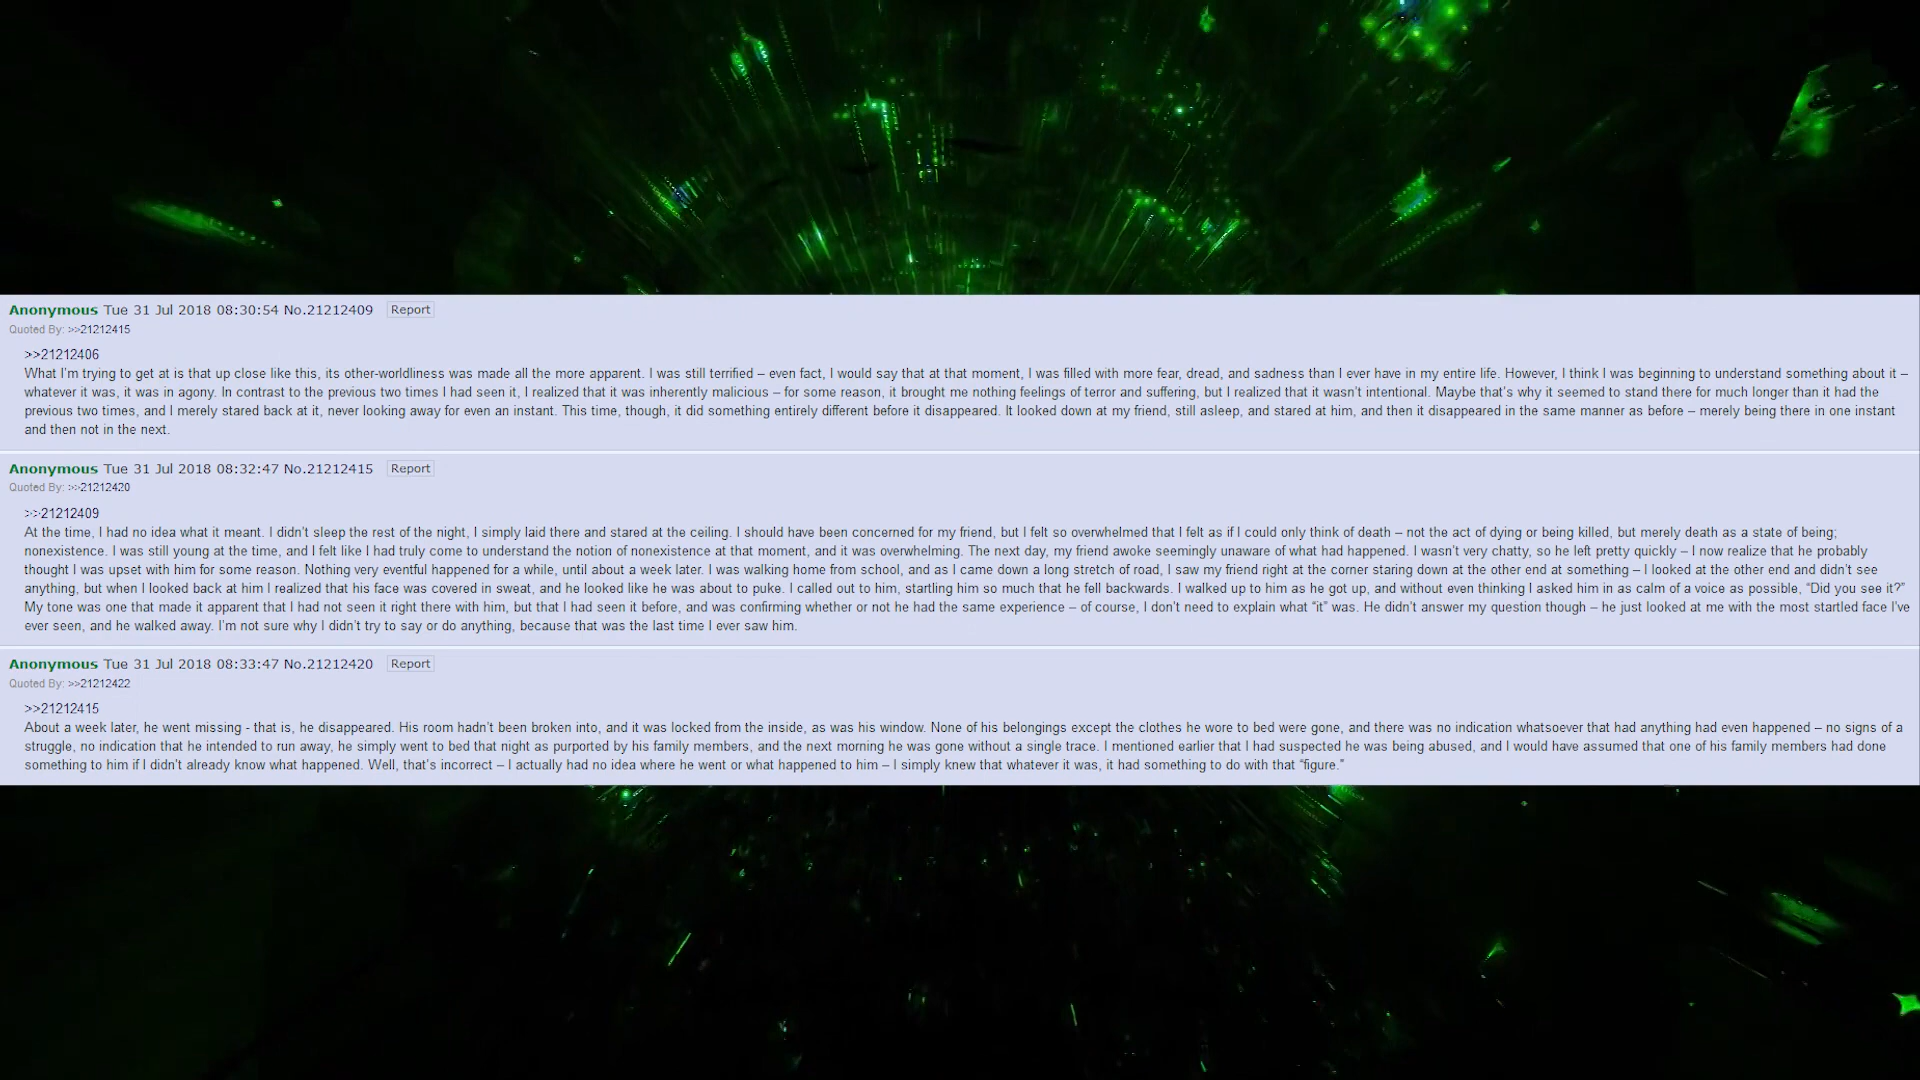 Anonymous Tue 31 Jul 2018 08:30:54 No.21212409 Report
Quoted By: >>21212415
>>21212406
What I’m trying to get at is that up close like this, its other-worldliness was made all the more apparent. I was still terrified – even fact, I would say that at that moment, I was filled with more fear, dread, and sadness than I ever have in my entire life. However, I think I was beginning to understand something about it –
whatever it was, it was in agony. In contrast to the previous two times I had seen it, I realized that it was inherently malicious – for some reason, it brought me nothing feelings of terror and suffering, but I realized that it wasn’t intentional. Maybe that’s why it seemed to stand there for much longer than it had the
previous two times, and I merely stared back at it, never looking away for even an instant. This time, though, it did something entirely different before it disappeared. It looked down at my friend, still asleep, and stared at him, and then it disappeared in the same manner as before – merely being there in one instant
and then not in the next.
Anonymous Tue 31 Jul 2018 08:32:47 No.21212415 Report
Quoted By: >>21212420
>>21212409
At the time, I had no idea what it meant. I didn’t sleep the rest of the night, I simply laid there and stared at the ceiling. I should have been concerned for my friend, but I felt so overwhelmed that I felt as if I could only think of death – not the act of dying or being killed, but merely death as a state of being;
nonexistence. I was still young at the time, and I felt like I had truly come to understand the notion of nonexistence at that moment, and it was overwhelming. The next day, my friend awoke seemingly unaware of what had happened. I wasn’t very chatty, so he left pretty quickly – I now realize that he probably
thought I was upset with him for some reason. Nothing very eventful happened for a while, until about a week later. I was walking home from school, and as I came down a long stretch of road, I saw my friend right at the corner staring down at the other end at something – I looked at the other end and didn’t see
anything, but when I looked back at him I realized that his face was covered in sweat, and he looked like he was about to puke. I called out to him, startling him so much that he fell backwards. I walked up to him as he got up, and without even thinking I asked him in as calm of a voice as possible, “Did you see it?”
My tone was one that made it apparent that I had not seen it right there with him, but that I had seen it before, and was confirming whether or not he had the same experience – of course, I don’t need to explain what “it” was. He didn’t answer my question though – he just looked at me with the most startled face I’ve
ever seen, and he walked away. I’m not sure why I didn’t try to say or do anything, because that was the last time I ever saw him.
Anonymous Tue 31 Jul 2018 08:33:47 No.21212420 Report
Quoted By: >>21212422
>>21212415
About a week later, he went missing - that is, he disappeared. His room hadn’t been broken into, and it was locked from the inside, as was his window. None of his belongings except the clothes he wore to bed were gone, and there was no indication whatsoever that had anything had even happened – no signs of a
struggle, no indication that he intended to run away, he simply went to bed that night as purported by his family members, and the next morning he was gone without a single trace. I mentioned earlier that I had suspected he was being abused, and I would have assumed that one of his family members had done
something to him if I didn’t already know what happened. Well, that’s incorrect – I actually had no idea where he went or what happened to him – I simply knew that whatever it was, it had something to do with that “figure.”